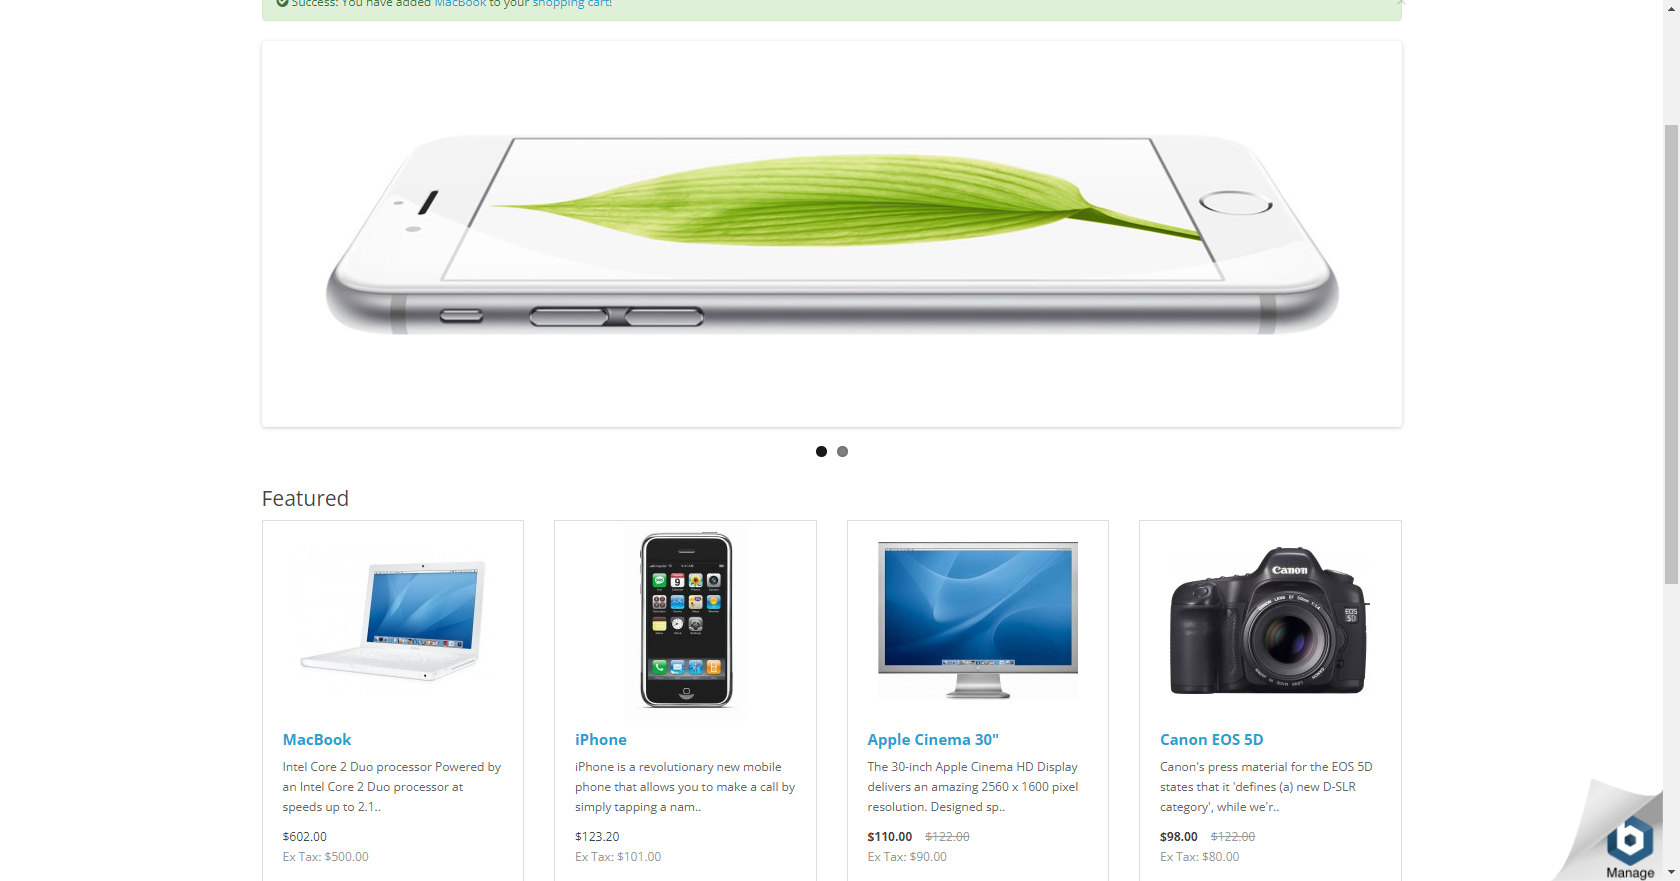 Success: You have added MacBook to your shopping cart!
×
Featured
MacBook
Intel Core 2 Duo processor Powered by
an Intel Core 2 Duo processor at
speeds up to 2.1..
$602.00
Ex Tax: $500.00
iPhone
iPhone is a revolutionary new mobile
phone that allows you to make a call by
simply tapping a nam..
$123.20
Ex Tax: $101.00
Apple Cinema 30"
The 30-inch Apple Cinema HD Display
delivers an amazing 2560 x 1600 pixel
resolution. Designed sp..
$110.00 $122.00
Ex Tax: $90.00
Canon
EOS
5D
Canon EOS 5D
Canon's press material for the EOS 5D
states that it 'defines (a) new D-SLR
category', while we'r..
$98.00 $122.00
Ex Tax: $80.00
b
Manage